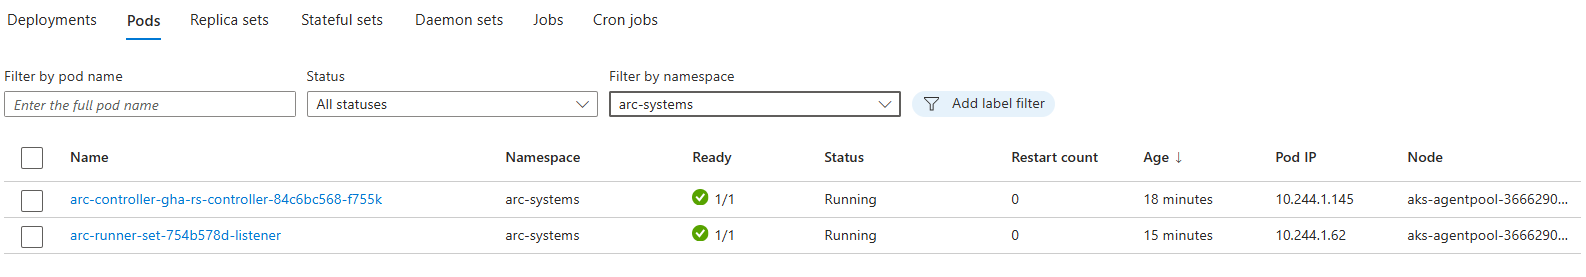 Deployments Pods Replica sets Stateful sets Daemon sets Jobs Cron jobs
Filter by pod name Status Filter by namespace
Enter the full pod name All statuses arc-systems Add label filter
Name Namespace Ready Status Restart count Age ↓ Pod IP Node
arc-controller-gha-rs-controller-84c6bc568-f755k arc-systems 1/1 Running 0 18 minutes 10.244.1.145 aks-agentpool-3666290...
arc-runner-set-754b578d-listener arc-systems 1/1 Running 0 15 minutes 10.244.1.62 aks-agentpool-3666290...